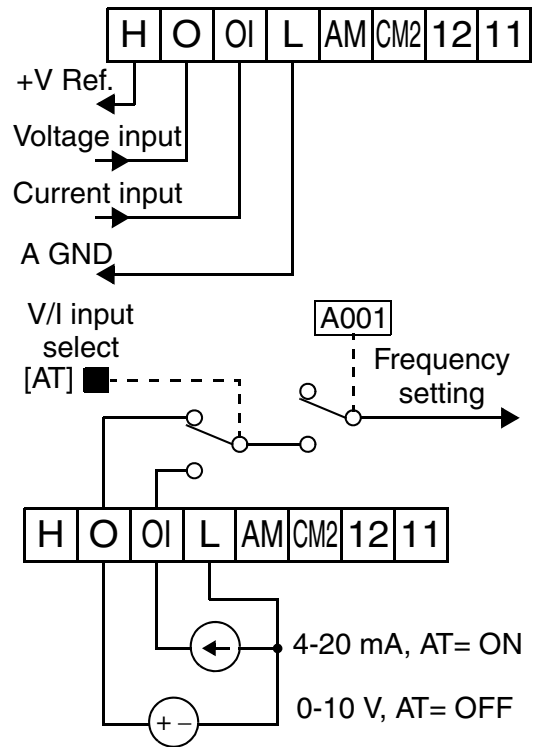 H O OI L AM CM2 12 11
+V Ref.
Voltage input
Current input
A GND
V/I input
select
[AT]
A001
Frequency
setting
H O OI L AM CM2 12 11
4-20 mA, AT= ON
+ −
0-10 V, AT= OFF